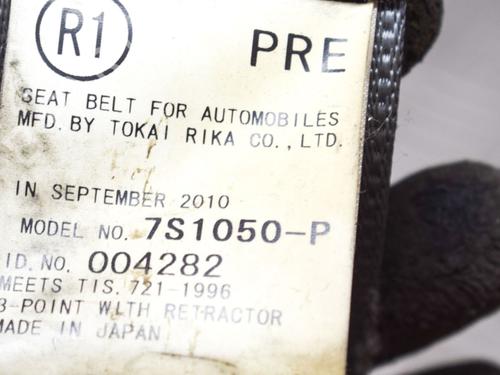 R1
PRE
SEAT BELT FOR AUTOMOBILES
MFD. BY TOKAI RIKA CO., LTD.
IN SEPTEMBER 2010
MODEL NO. 7S1050-P
ID. NO. 004282
MEETS TIS. 721-1996
3-POINT WITH RETRACTOR
MADE IN JAPAN